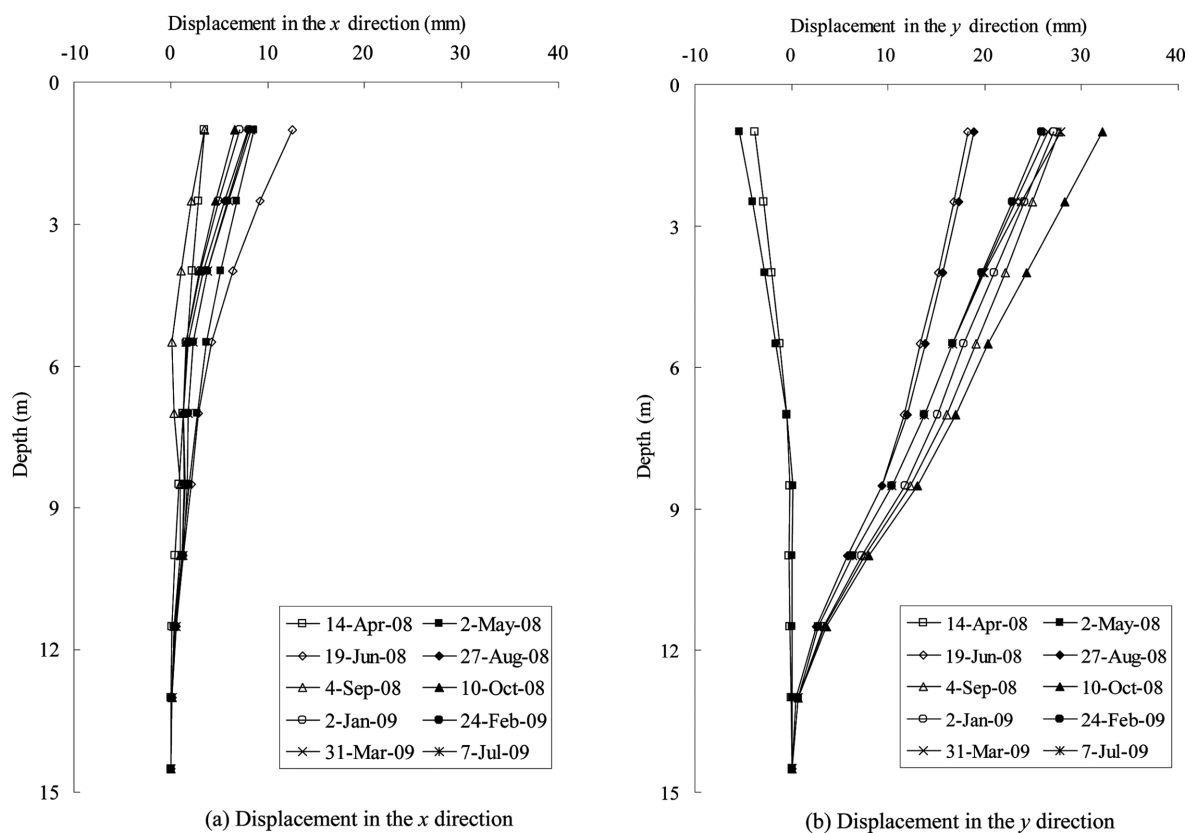 Displacement in the x direction (mm)
-10 0 10 20 30 40
0
3
6
9
12
15
Depth (m)
14-Apr-08 2-May-08
19-Jun-08 27-Aug-08
4-Sep-08 10-Oct-08
2-Jan-09 24-Feb-09
31-Mar-09 7-Jul-09
(a) Displacement in the x direction
Displacement in the y direction (mm)
-10 0 10 20 30 40
0
3
6
9
12
15
Depth (m)
14-Apr-08 2-May-08
19-Jun-08 27-Aug-08
4-Sep-08 10-Oct-08
2-Jan-09 24-Feb-09
31-Mar-09 7-Jul-09
(b) Displacement in the y direction